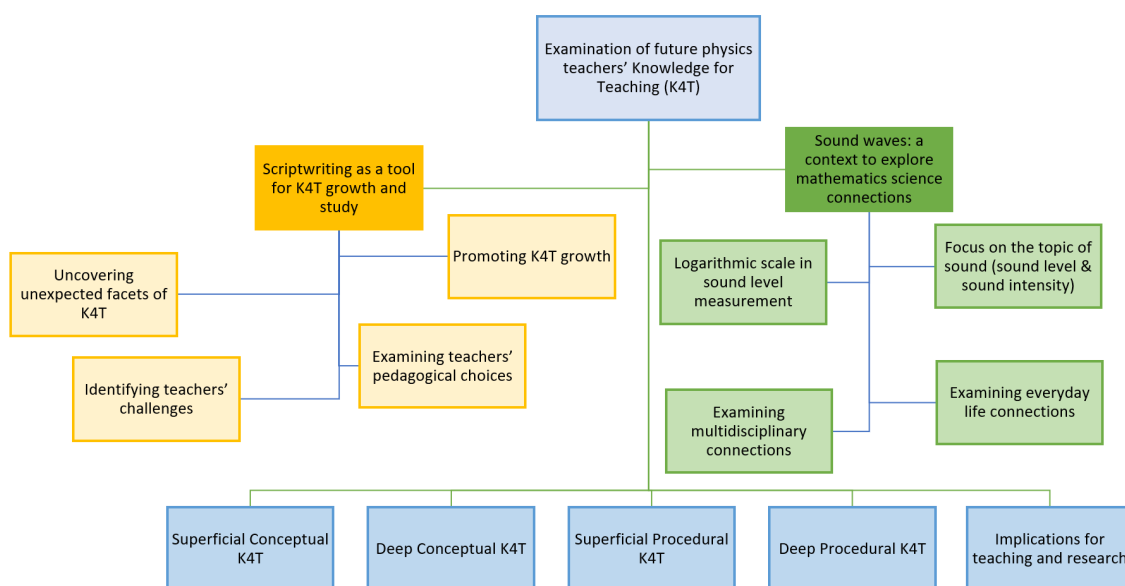 Examination of future physics
teachers' Knowledge for
Teaching (K4T)
Scriptwriting as a tool
for K4T growth and
study
Sound waves: a
context to explore
mathematics science
connections
Uncovering
unexpected facets of
K4T
Promoting K4T growth
Identifying teachers'
challenges
Examining teachers'
pedagogical choices
Logarithmic scale in
sound level
measurement
Focus on the topic of
sound (sound level &
sound intensity)
Examining
multidisciplinary
connections
Examining everyday
life connections
Superficial Conceptual
K4T
Deep Conceptual K4T
Superficial Procedural
K4T
Deep Procedural K4T
Implications for
teaching and research